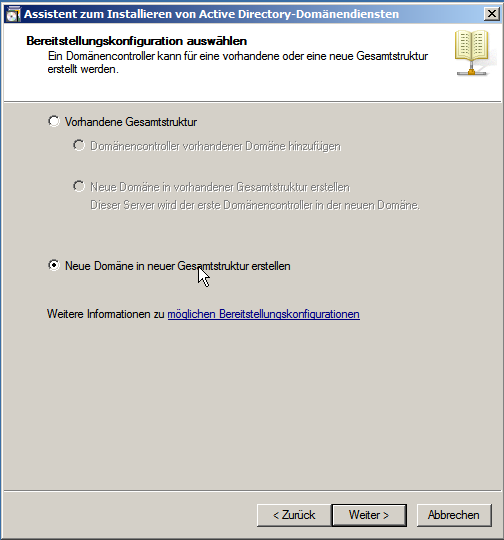 Assistent zum Installieren von Active Directory-Domänendiensten
Bereitstellungskonfiguration auswählen
Ein Domänencontroller kann für eine vorhandene oder eine neue Gesamtstruktur
erstellt werden.
Vorhandene Gesamtstruktur
Domänencontroller vorhandener Domäne hinzufügen
Neue Domäne in vorhandener Gesamtstruktur erstellen
Dieser Server wird der erste Domänencontroller in der neuen Domäne.
Neue Domäne in neuer Gesamtstruktur erstellen
Weitere Informationen zu möglichen Bereitstellungskonfigurationen
< Zurück Weiter > Abbrechen